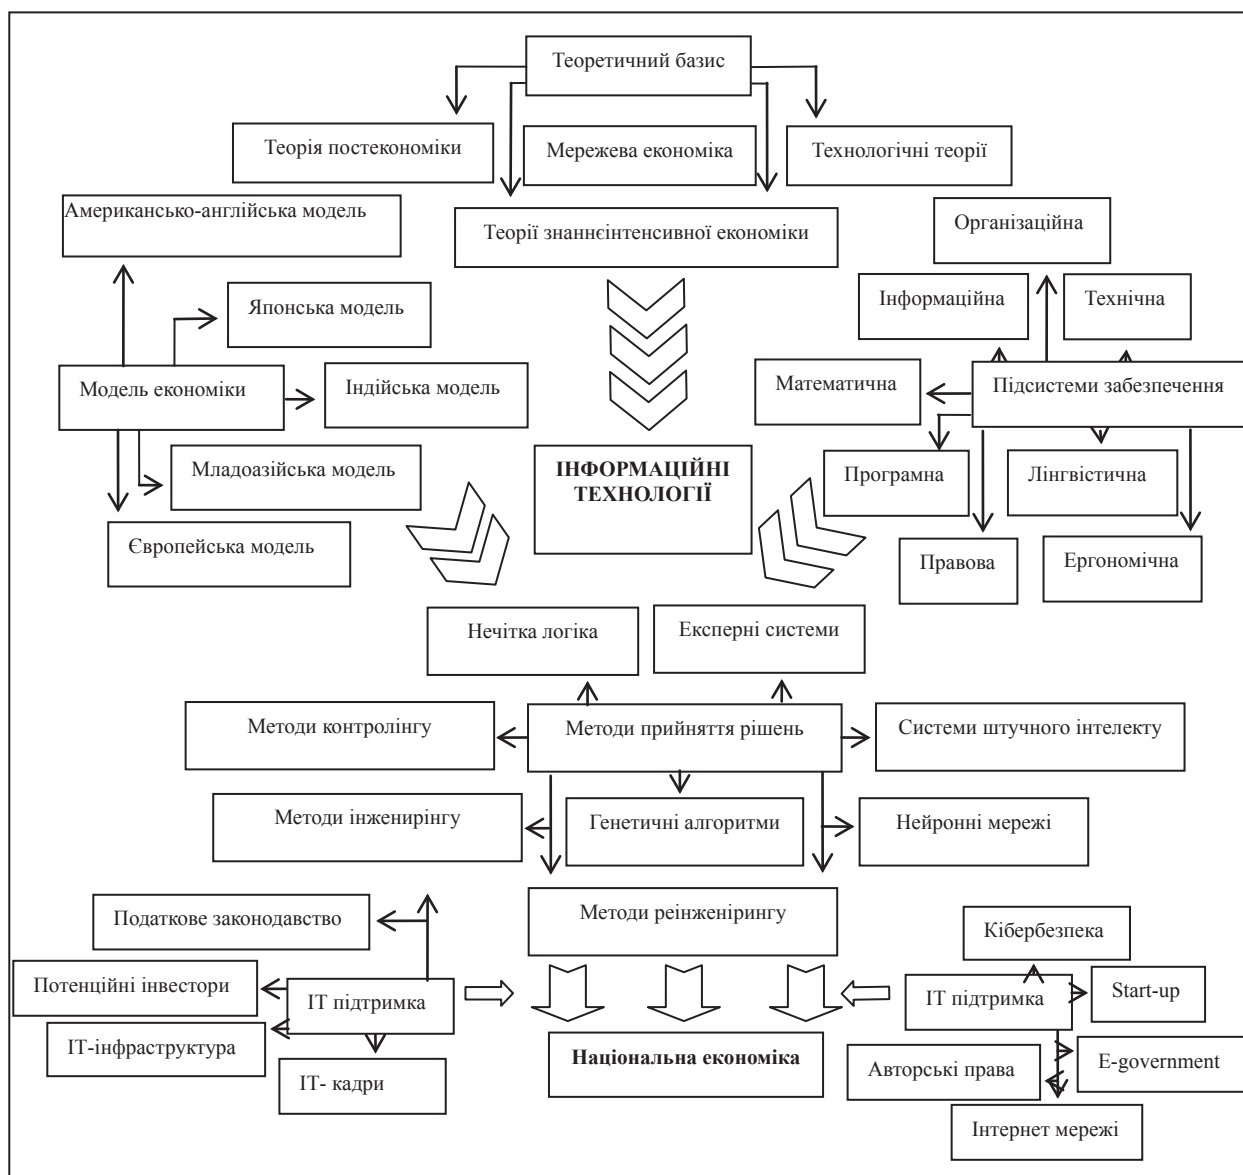 Теоретичний базис
Теорія постекономіки
Мережева економіка
Технологічні теорії
Американсько-англійська модель
Теорії знаннєінтенсивної економіки
Організаційна
Японська модель
Інформаційна
Технічна
Модель економіки
Індійська модель
Математична
Підсистеми забезпечення
Младоазійська модель
ІНФОРМАЦІЙНІ
ТЕХНОЛОГІЇ
Програмна
Лінгвістична
Європейська модель
Правова
Ергономічна
Нечітка логіка
Експерні системи
Методи контролінгу
Методи прийняття рішень
Системи штучного інтелекту
Методи інженирінгу
Генетичні алгоритми
Нейронні мережі
Податкове законодавство
Методи реінженірингу
Кібербезпека
Потенційні інвестори
ІТ підтримка
ІТ підтримка
Start-up
ІТ-інфраструктура
Національна економіка
Авторські права
E-government
ІТ- кадри
Інтернет мережі